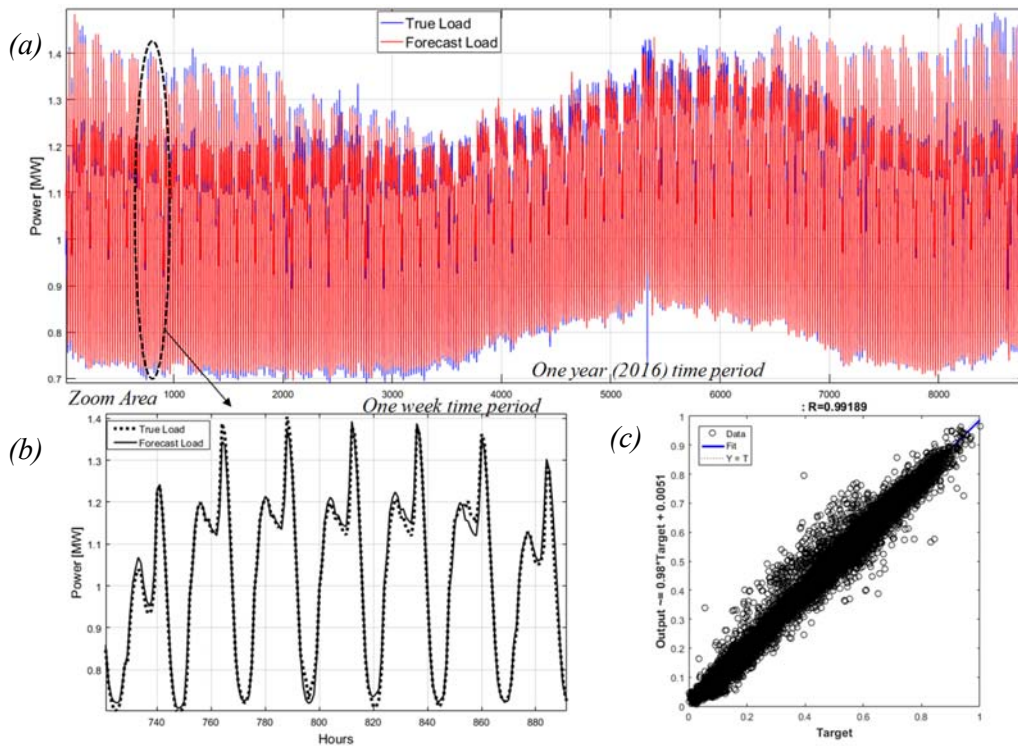 (a)
True Load
Forecast Load
Power [MW]
1.4
1.3
1.2
1.1
1
0.9
0.8
0.7
1000
2000
3000
4000
5000
6000
7000
8000
One year (2016) time period
Zoom Area
One week time period
(b)
True Load
Forecast Load
Power [MW]
1.4
1.3
1.2
1.1
1
0.9
0.8
740
760
780
800
820
840
860
880
Hours
(c)
: R=0.99189
Data
Fit
Y = T
Output ~= 0.98*Target + 0.0051
1
0.9
0.8
0.7
0.6
0.5
0.4
0.3
0.2
0.1
0
0
0.2
0.4
0.6
0.8
1
Target